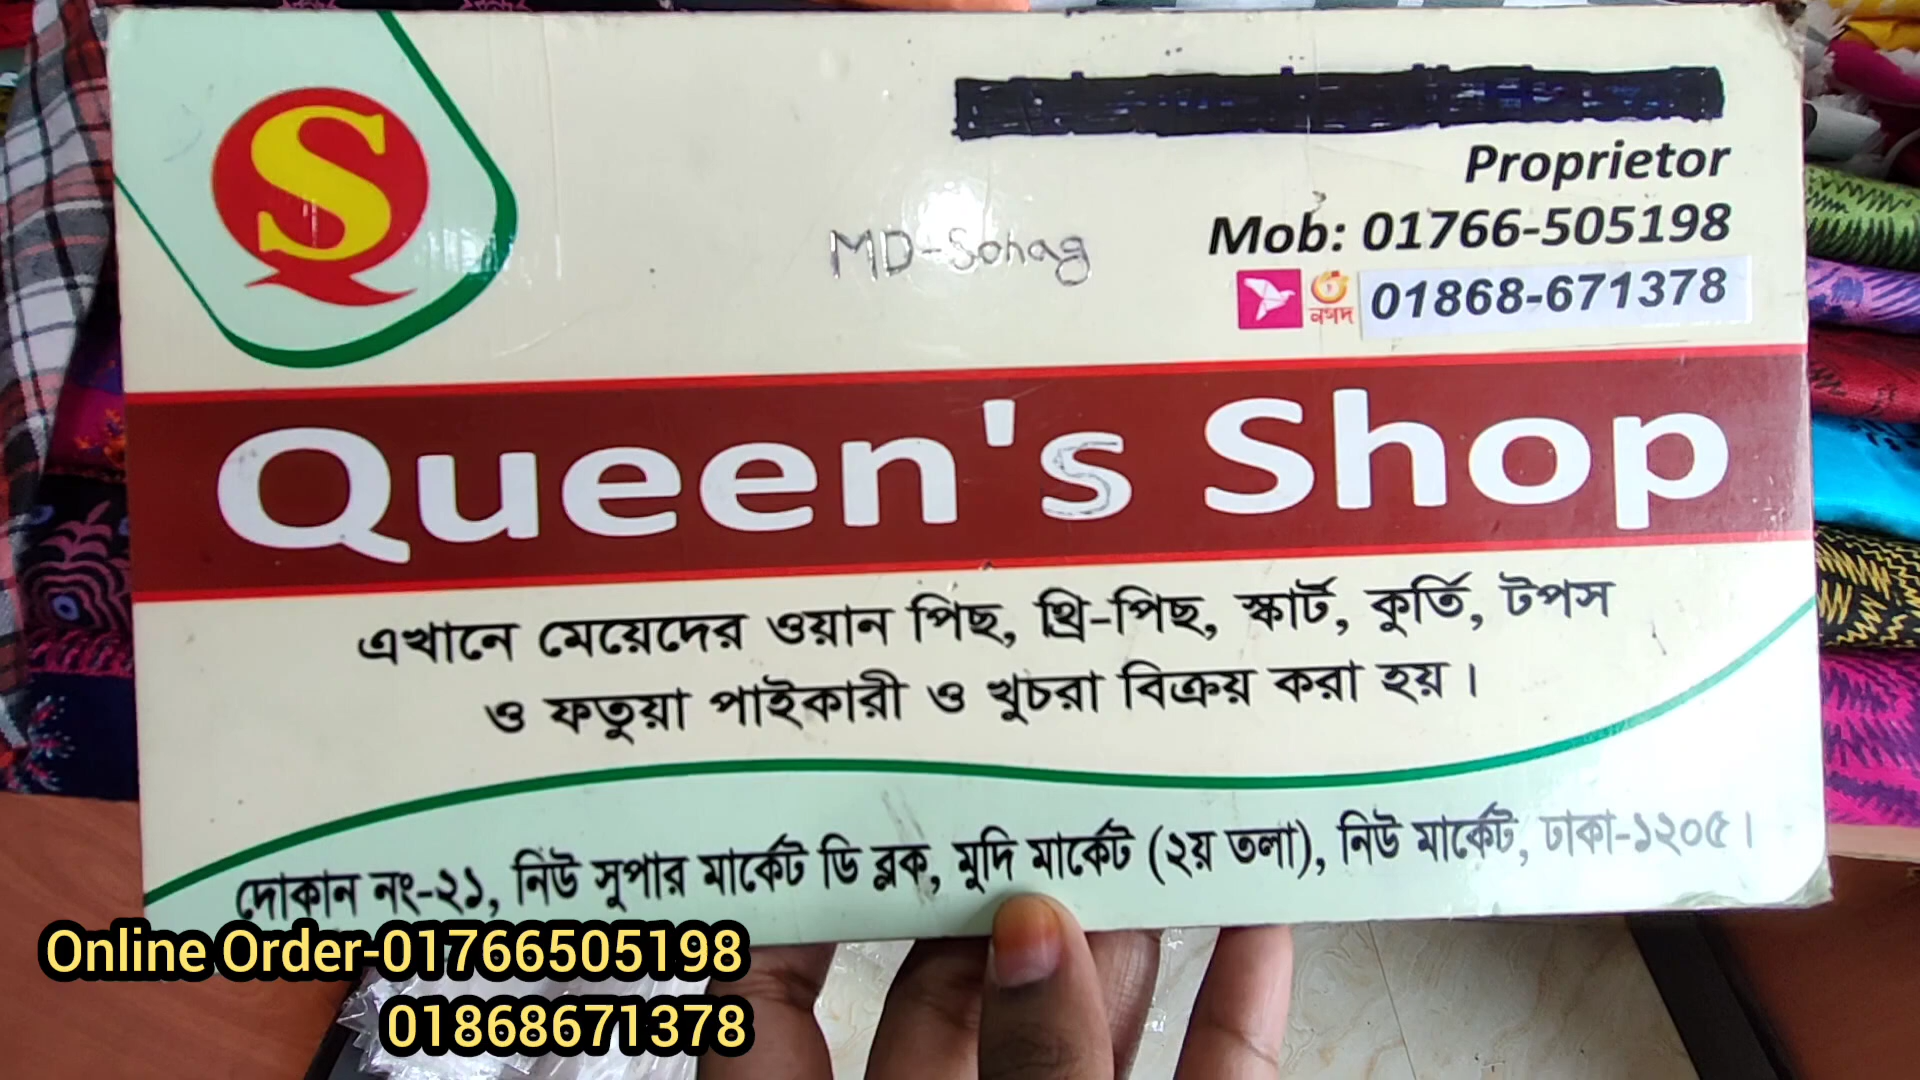 SQ
Proprietor
MD-Sohag
Mob: 01766-505198
নগদ 01868-671378
Queen's Shop
এখানে মেয়েদের ওয়ান পিছ, থ্রি-পিছ, স্কার্ট, কুর্তি, টপস
ও ফতুয়া পাইকারী ও খুচরা বিক্রয় করা হয়।
দোকান নং-২১, নিউ সুপার মার্কেট ডি ব্লক, মুদি মার্কেট (২য় তলা), নিউ মার্কেট, ঢাকা-১২০৫।
Online Order-01766505198
01868671378